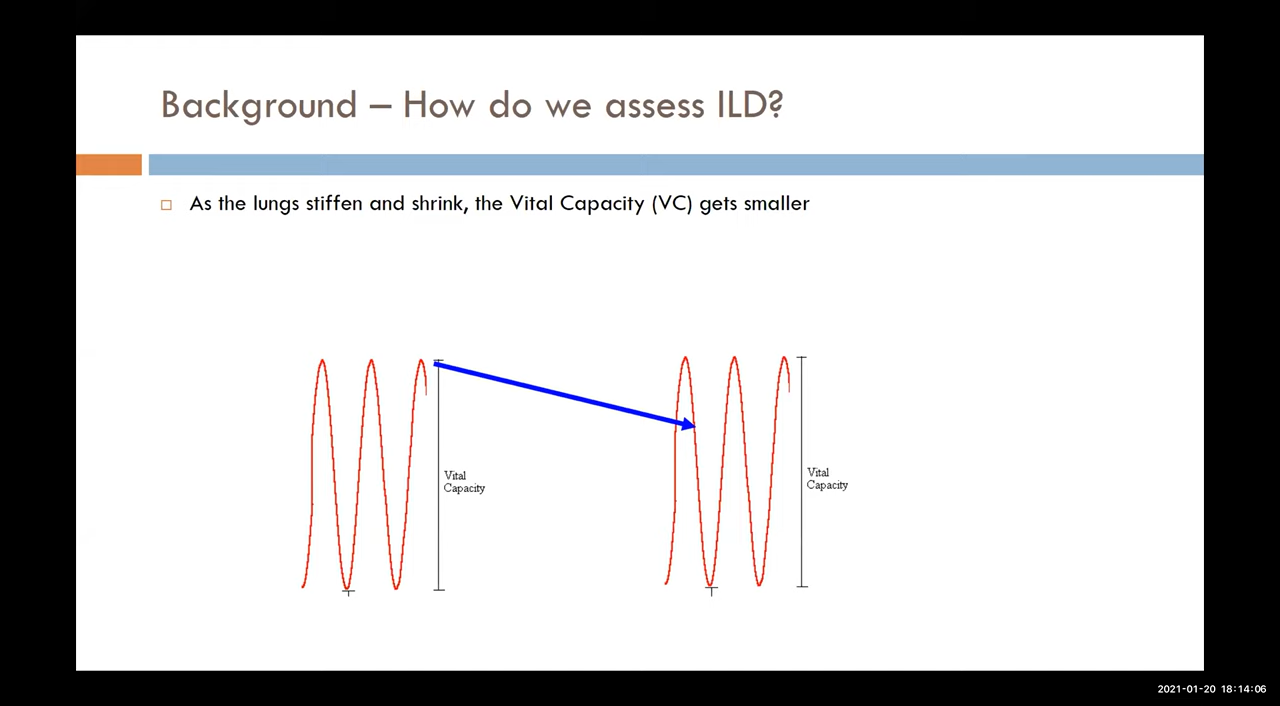 Background – How do we assess ILD?
As the lungs stiffen and shrink, the Vital Capacity (VC) gets smaller
Vital
Capacity
Vital
Capacity
2021-01-20 18:14:06